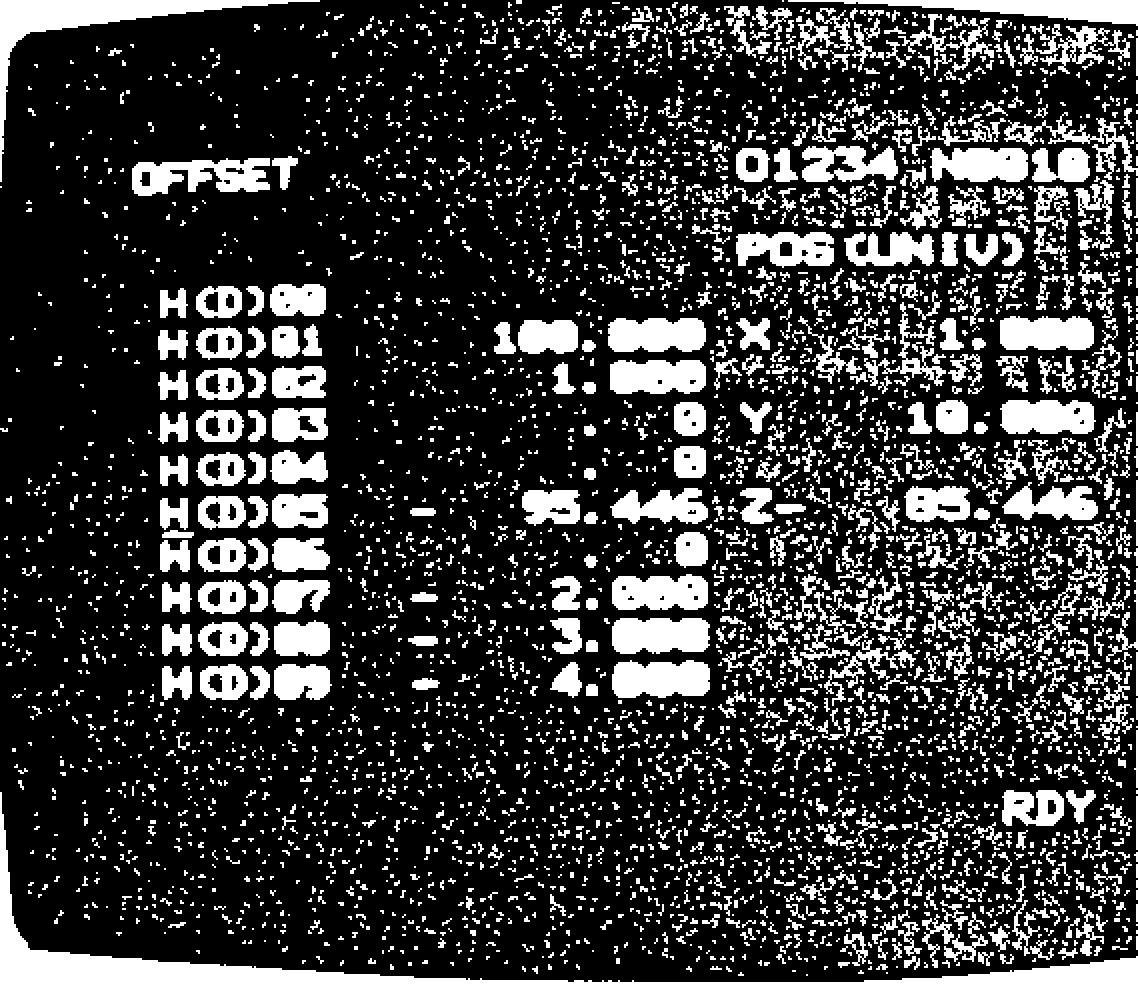 OFFSET O1234 N0010
POS(UNIV)
H(D)00
H(D)01 100.000 X 1.000
H(D)02 1.000
H(D)03 . 0 Y 10.000
H(D)04 . 0
H(D)05 - 95.446 Z- 85.446
H(D)06 . 0
H(D)07 - 2.000
H(D)08 - 3.000
H(D)09 - 4.000
RDY